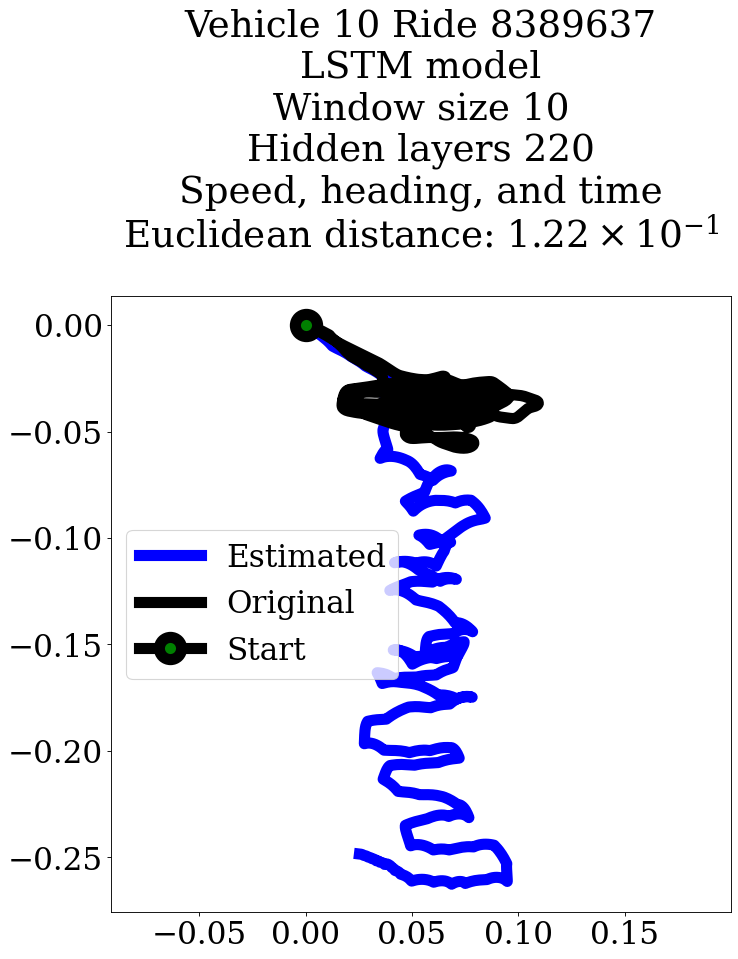 Vehicle 10 Ride 8389637
LSTM model
Window size 10
Hidden layers 220
Speed, heading, and time
Euclidean distance: 1.22 × 10⁻¹
0.00
−0.05
−0.10
−0.15
−0.20
−0.25
Estimated
Original
Start
−0.05 0.00 0.05 0.10 0.15